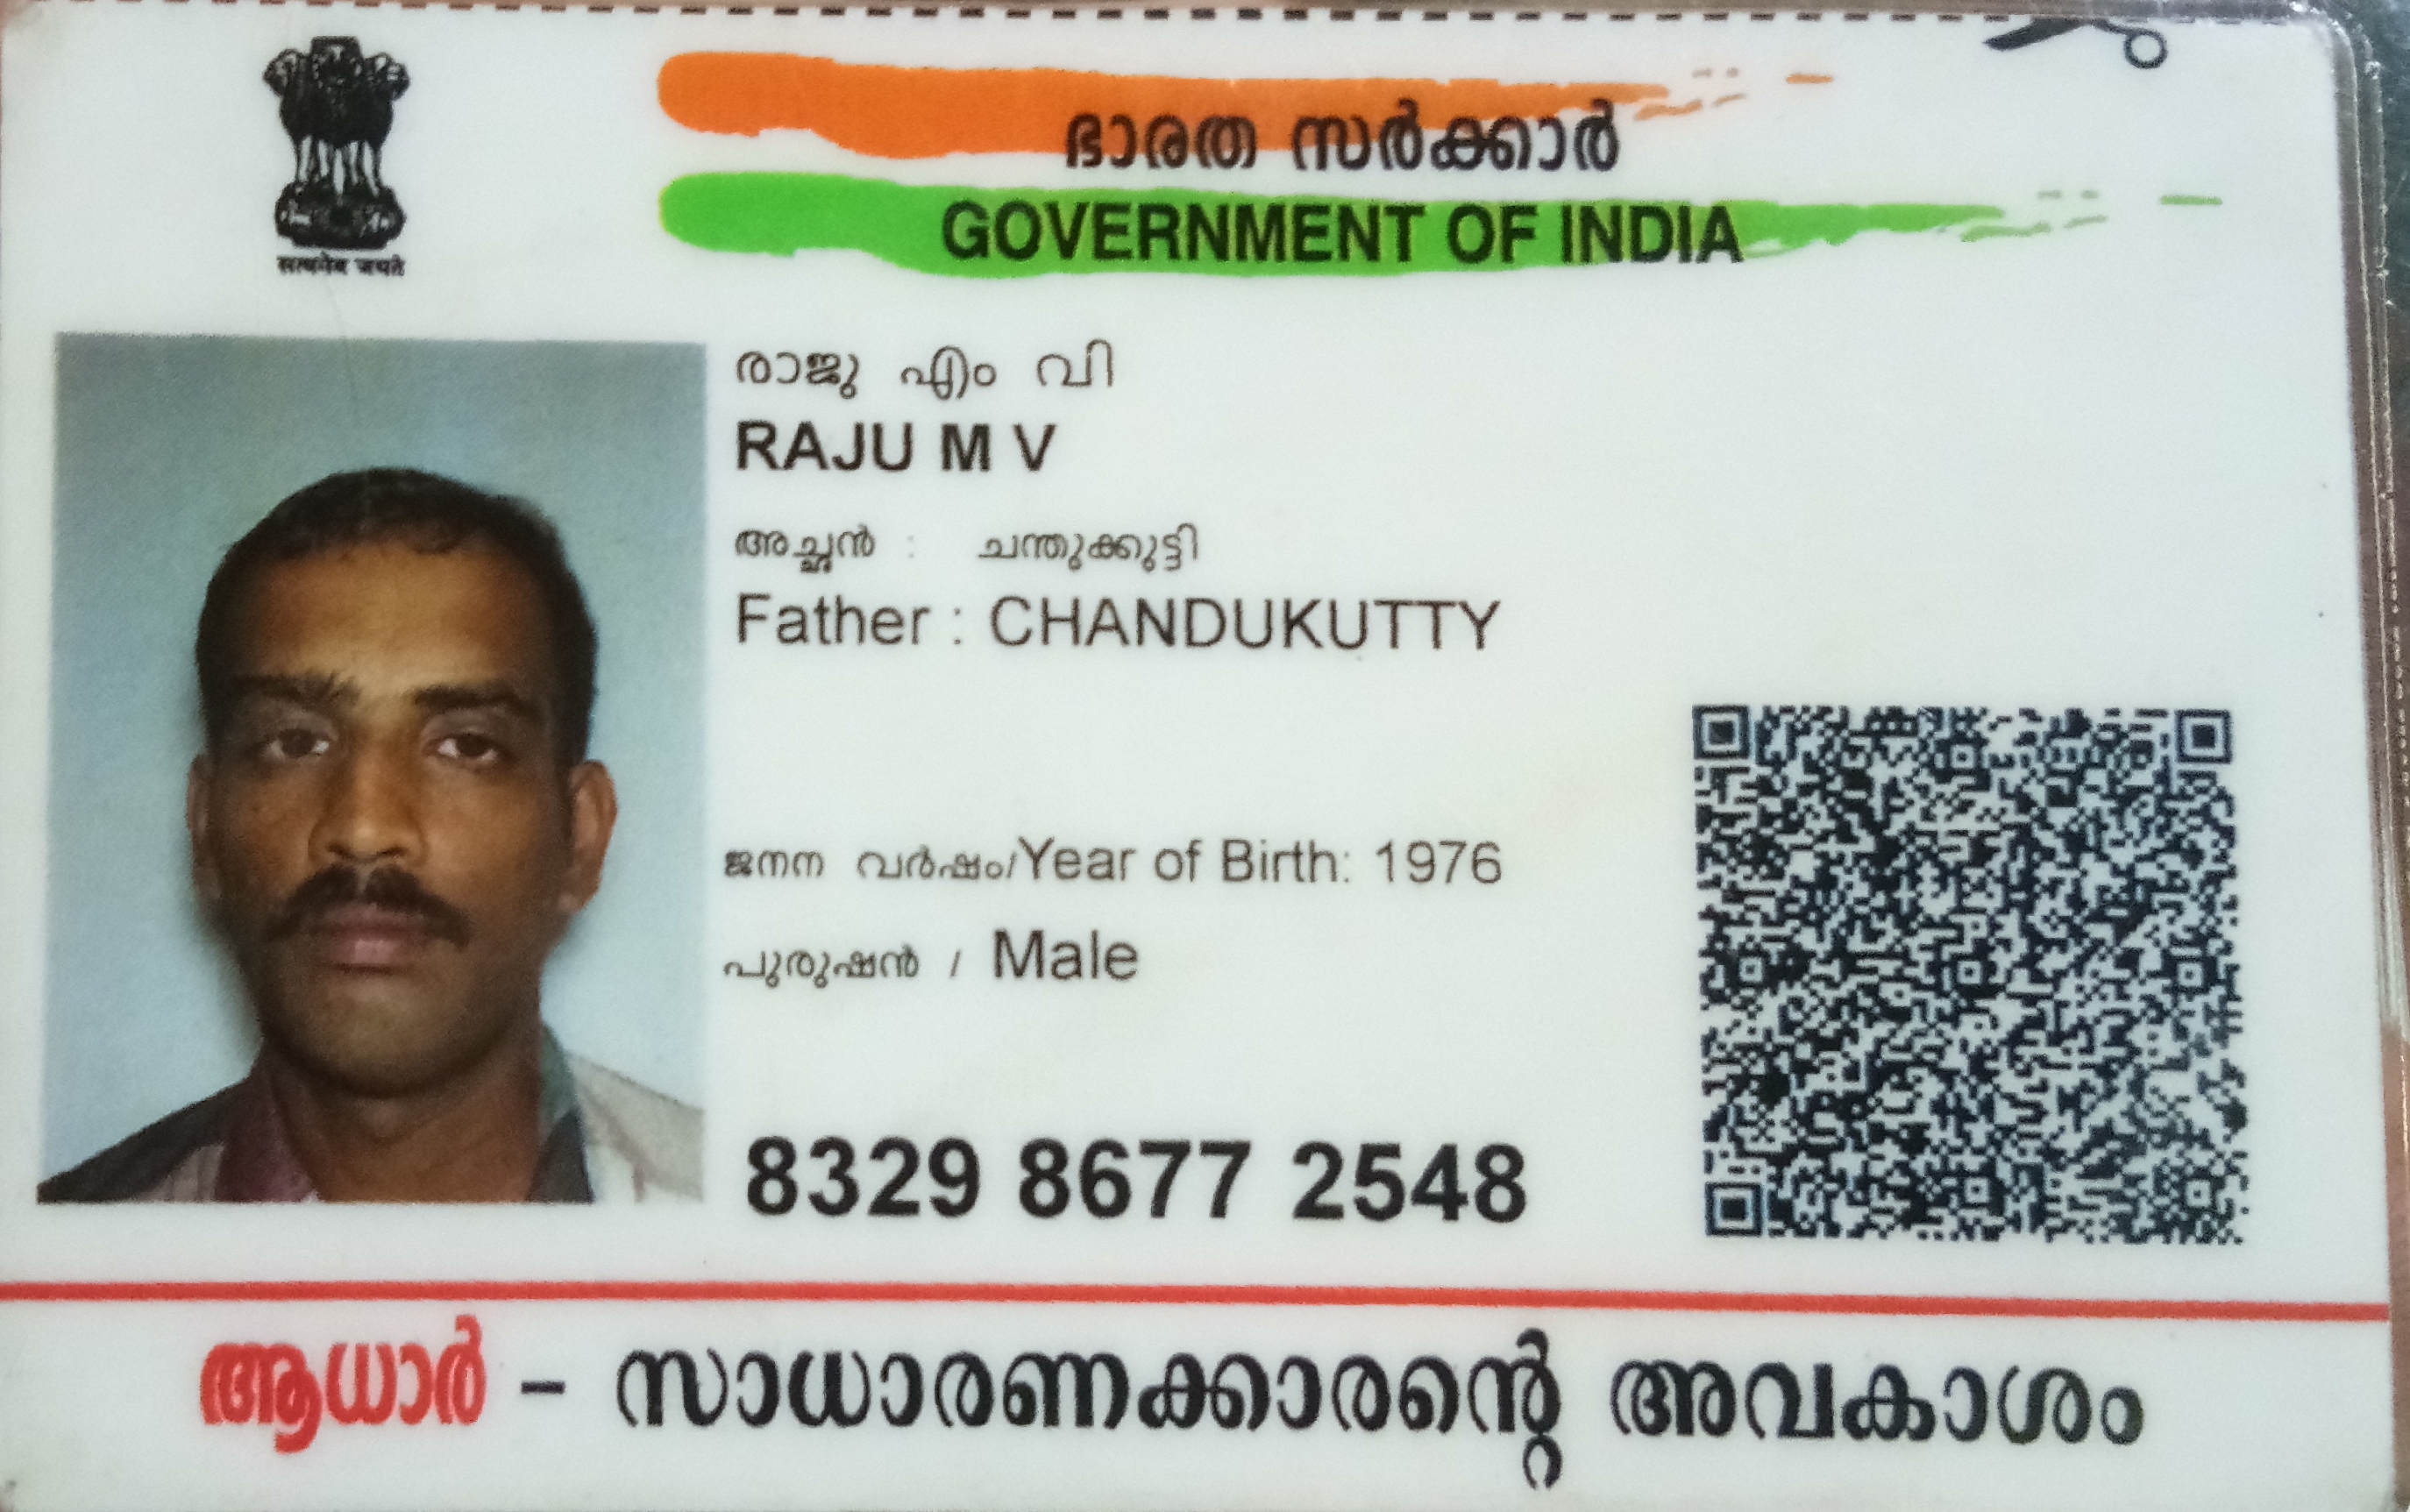 सत्यमेव जयते
ഭാരത സർക്കാർ
GOVERNMENT OF INDIA
രാജു എം വി
RAJU M V
അച്ഛൻ : ചന്തുക്കുട്ടി
Father : CHANDUKUTTY
ജനന വർഷം/Year of Birth: 1976
പുരുഷൻ / Male
8329 8677 2548
ആധാർ – സാധാരണക്കാരന്റെ അവകാശം